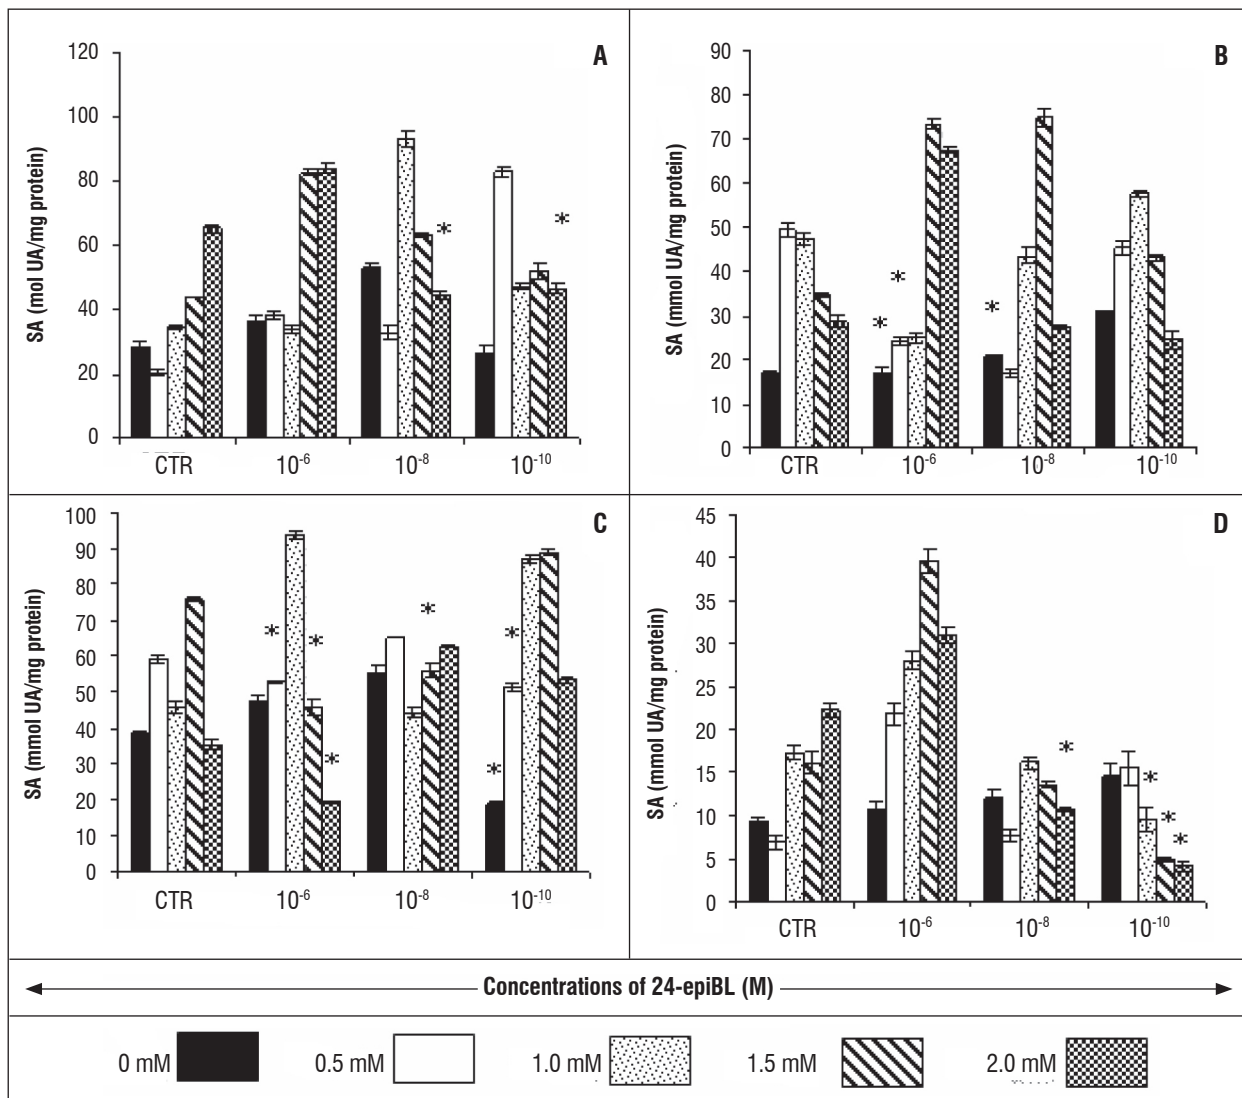 A
SA (mol UA/mg protein)
120
100
80
60
40
20
0
CTR 10⁻⁶ 10⁻⁸ 10⁻¹⁰
* *
B
SA (mmol UA/mg protein)
90
80
70
60
50
40
30
20
10
0
CTR 10⁻⁶ 10⁻⁸ 10⁻¹⁰
* * *
C
SA (mmol UA/mg protein)
100
90
80
70
60
50
40
30
20
10
0
CTR 10⁻⁶ 10⁻⁸ 10⁻¹⁰
* * * * * *
D
SA (mmol UA/mg protein)
45
40
35
30
25
20
15
10
5
0
CTR 10⁻⁶ 10⁻⁸ 10⁻¹⁰
* * * *
Concentrations of 24-epiBL (M)
0 mM 0.5 mM 1.0 mM 1.5 mM 2.0 mM